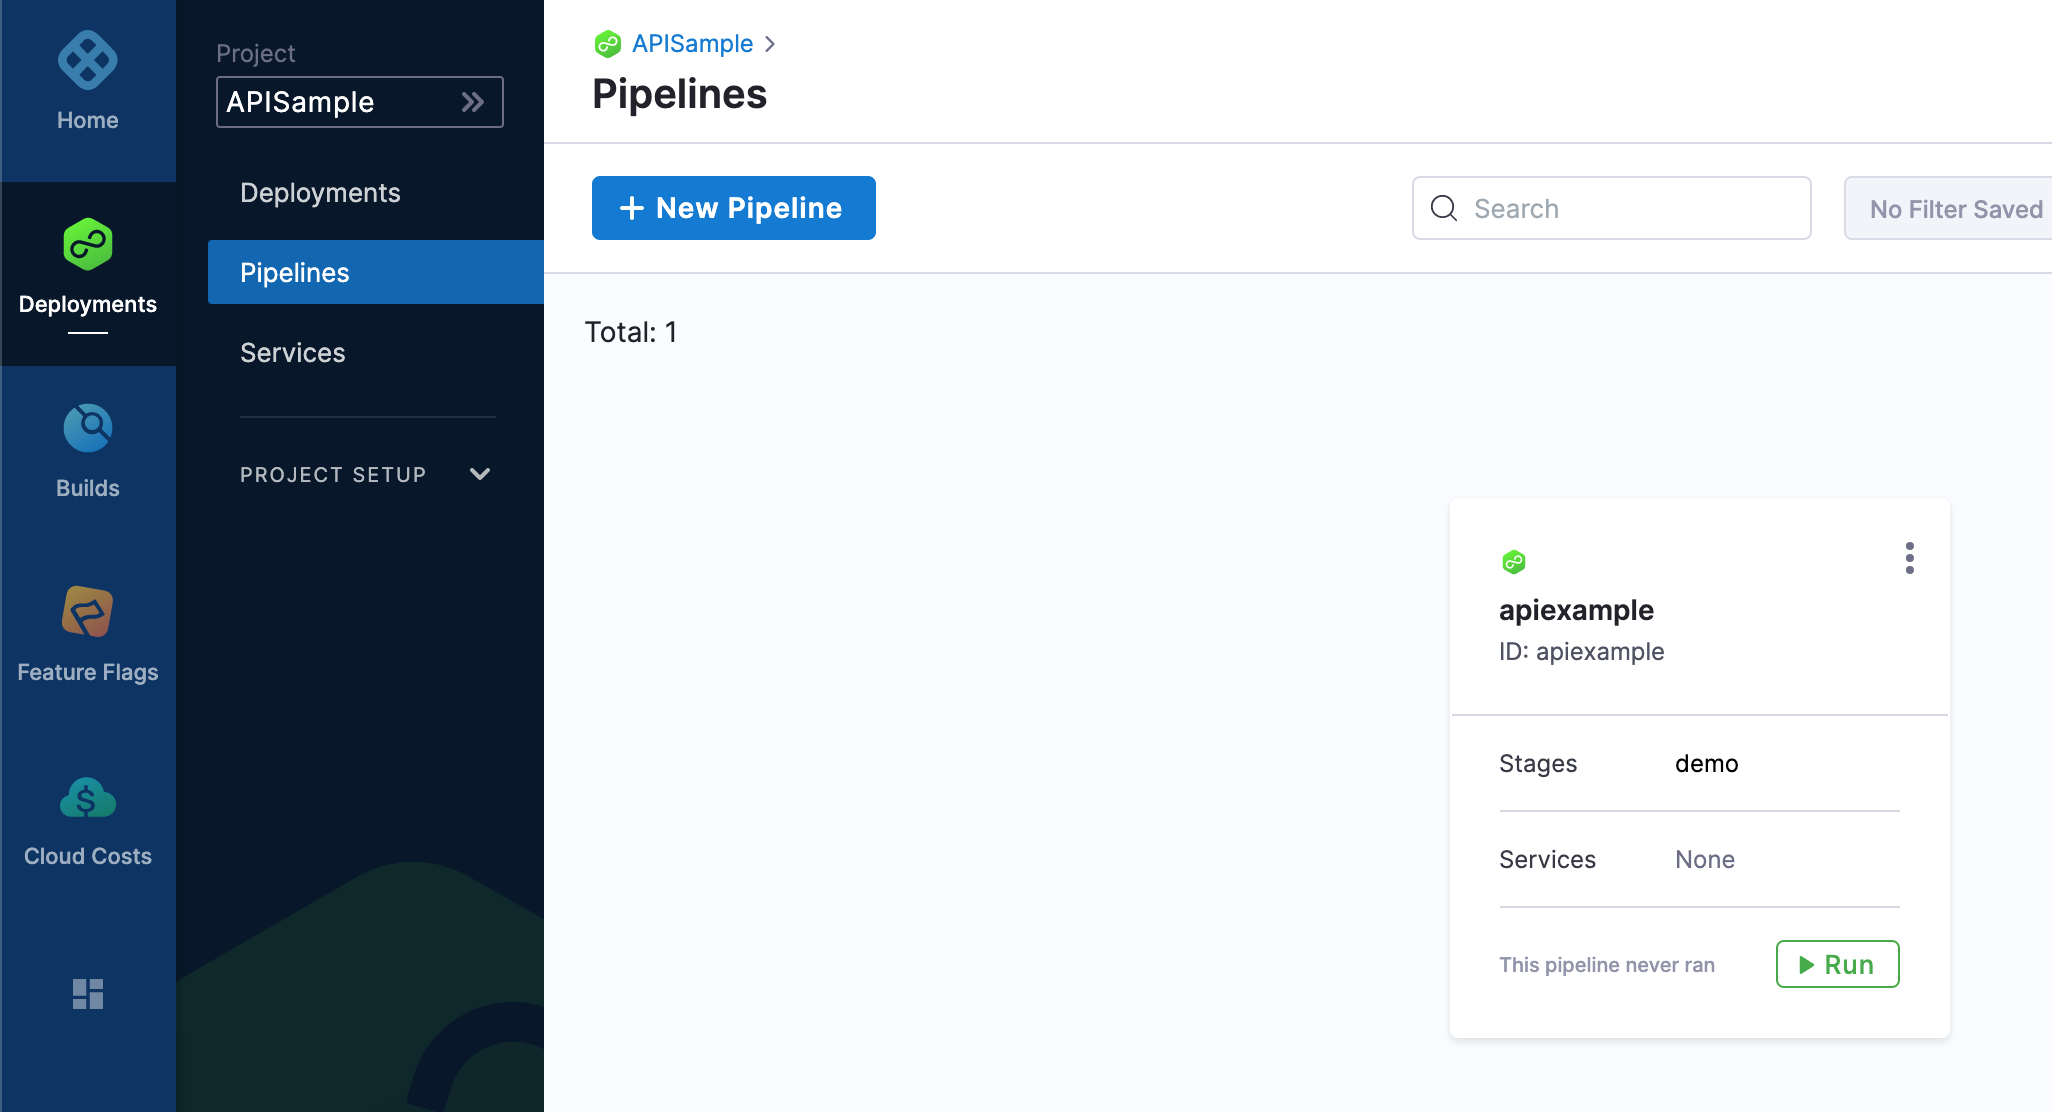 Home
Deployments
Builds
Feature Flags
Cloud Costs
Project
APISample
Deployments
Pipelines
Services
PROJECT SETUP
APISample
Pipelines
+ New Pipeline
Search
No Filter Saved
Total: 1
apiexample
ID: apiexample
Stages demo
Services None
This pipeline never ran
Run